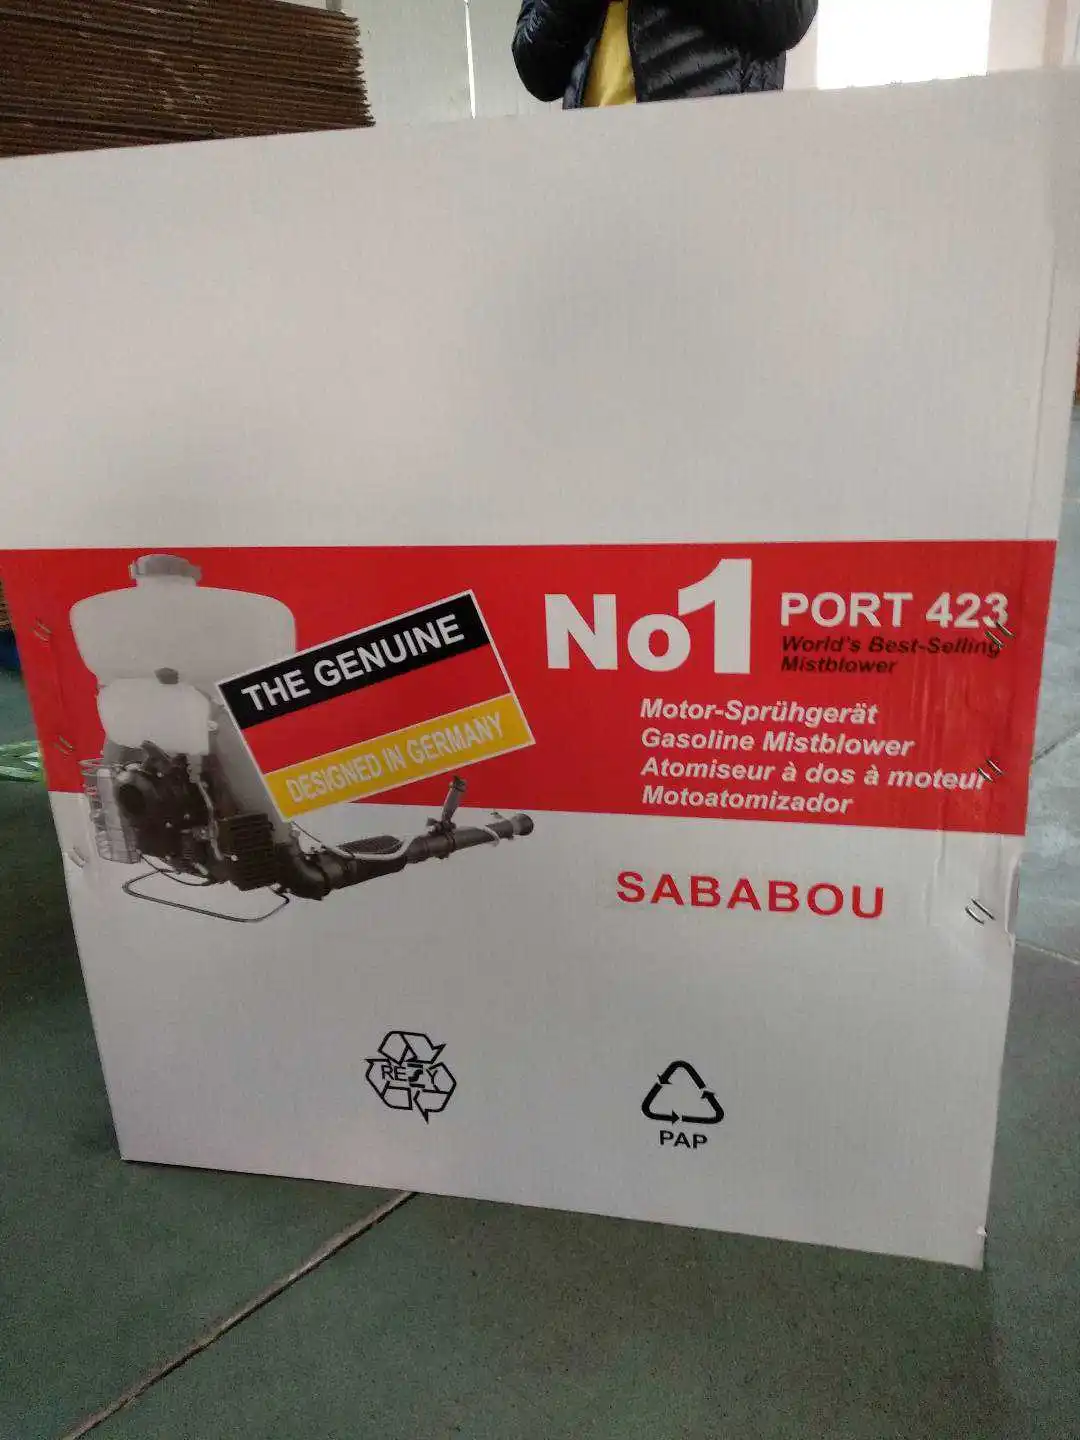 THE GENUINE
DESIGNED IN GERMANY
No1
PORT 423
World's Best-Selling
Mistblower
Motor-Sprühgerät
Gasoline Mistblower
Atomiseur à dos à moteur
Motoatomizador
SABABOU
RESY
PAP